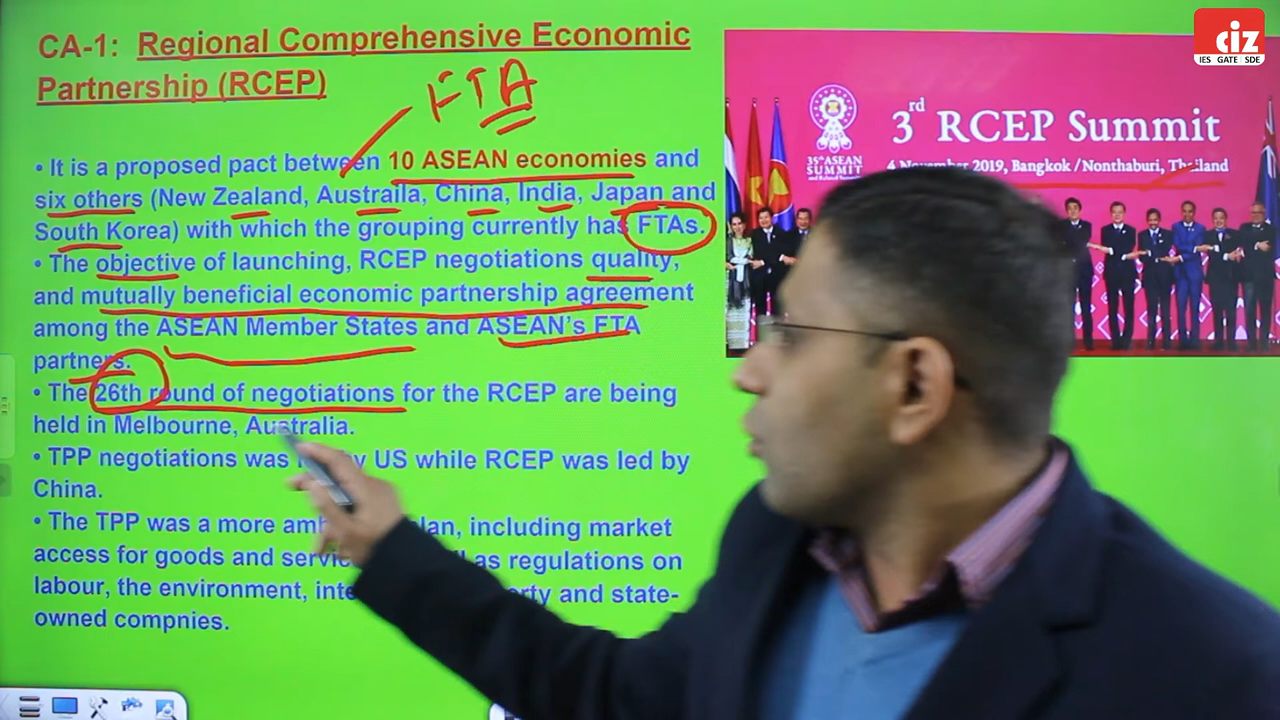 CA-1: Regional Comprehensive Economic
Partnership (RCEP)
FTA
• It is a proposed pact between 10 ASEAN economies and
six others (New Zealand, Australla, China, India, Japan and
South Korea) with which the grouping currently has FTAs.
• The objective of launching, RCEP negotiations quality,
and mutually beneficial economic partnership agreement
among the ASEAN Member States and ASEAN's FTA
partners.
• The 26th round of negotiations for the RCEP are being
held in Melbourne, Australia.
• TPP negotiations was by US while RCEP was led by
China.
• The TPP was a more plan, including market
access for goods and as regulations on
labour, the environment, and state-
owned compnies.
ciz
IES GATE SDE
35th ASEAN
SUMMIT
3rd RCEP Summit
4 November 2019, Bangkok / Nonthaburi, Thailand